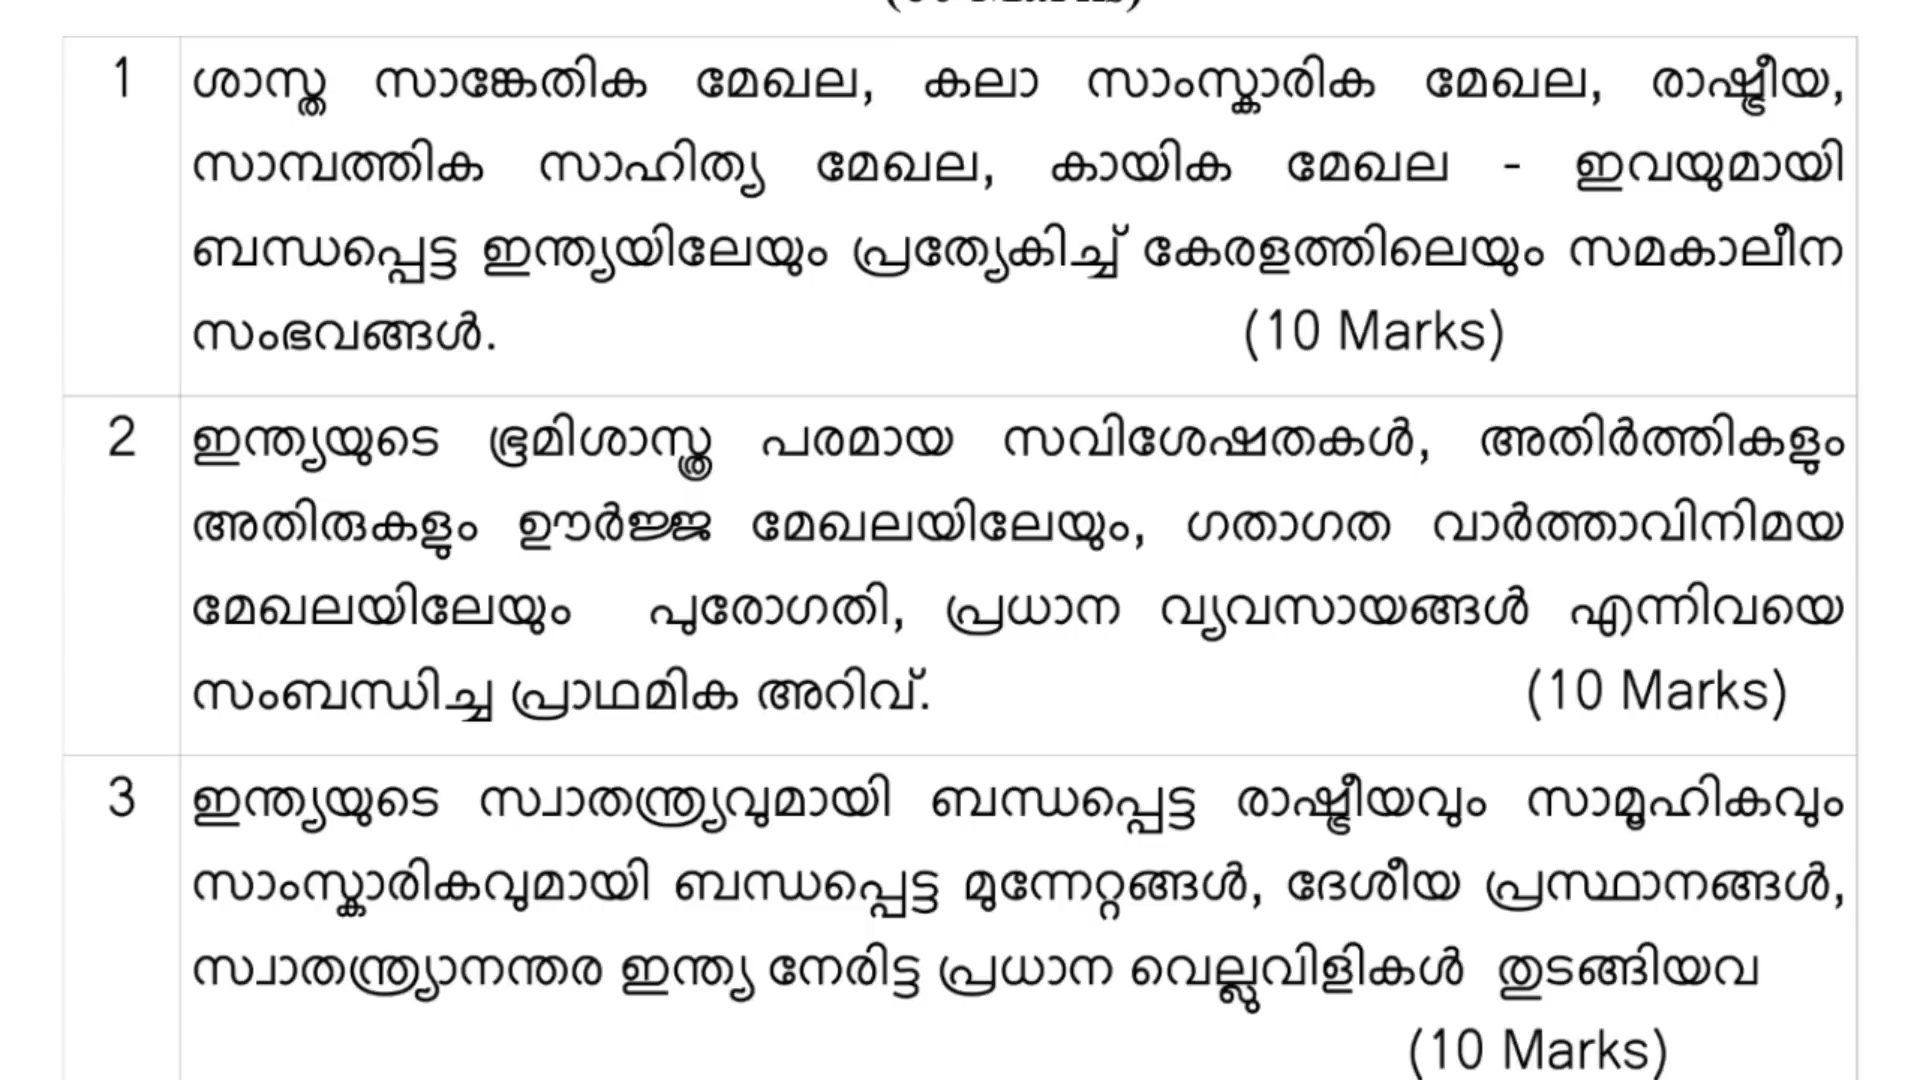 1 ശാസ്ത്ര സാങ്കേതിക മേഖല, കലാ സാംസ്കാരിക മേഖല, രാഷ്ട്രീയ,
സാമ്പത്തിക സാഹിത്യ മേഖല, കായിക മേഖല - ഇവയുമായി
ബന്ധപ്പെട്ട ഇന്ത്യയിലേയും പ്രത്യേകിച്ച് കേരളത്തിലെയും സമകാലീന
സംഭവങ്ങൾ. (10 Marks)
2 ഇന്ത്യയുടെ ഭൂമിശാസ്ത്ര പരമായ സവിശേഷതകൾ, അതിർത്തികളും
അതിരുകളും ഊർജ്ജ മേഖലയിലേയും, ഗതാഗത വാർത്താവിനിമയ
മേഖലയിലേയും പുരോഗതി, പ്രധാന വ്യവസായങ്ങൾ എന്നിവയെ
സംബന്ധിച്ച പ്രാഥമിക അറിവ്. (10 Marks)
3 ഇന്ത്യയുടെ സ്വാതന്ത്ര്യവുമായി ബന്ധപ്പെട്ട രാഷ്ട്രീയവും സാമൂഹികവും
സാംസ്കാരികവുമായി ബന്ധപ്പെട്ട മുന്നേറ്റങ്ങൾ, ദേശീയ പ്രസ്ഥാനങ്ങൾ,
സ്വാതന്ത്ര്യാനന്തര ഇന്ത്യ നേരിട്ട പ്രധാന വെല്ലുവിളികൾ തുടങ്ങിയവ
(10 Marks)